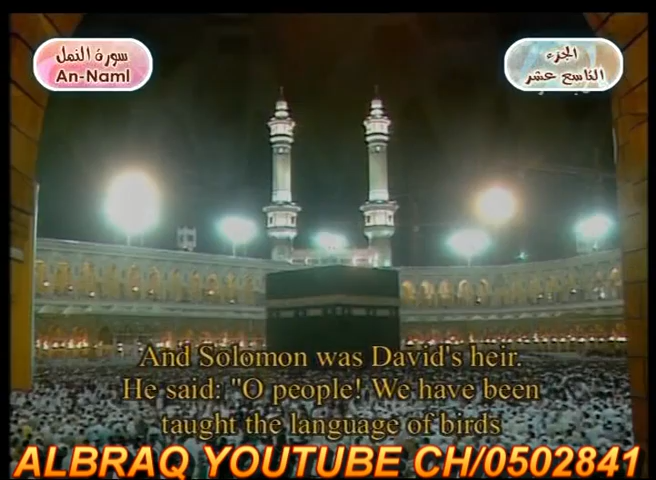 سورة النمل
An-Naml
الجزء
التاسع عشر
And Solomon was David's heir.
He said: "O people! We have been
taught the language of birds
ALBRAQ YOUTUBE CH/0502841